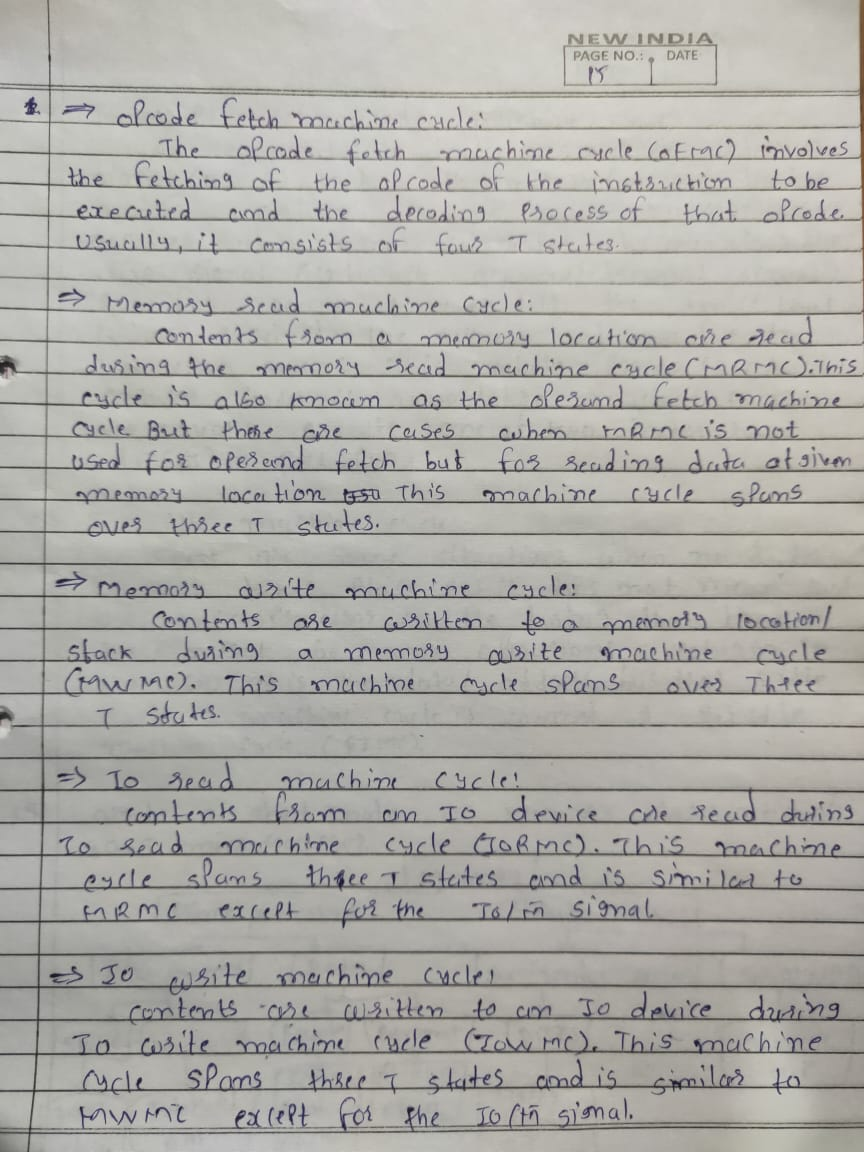 NEW INDIA
PAGE NO.: DATE
15
1. ⇒ opcode fetch machine cycle:
The opcode fetch machine cycle (OFMC) involves
the fetching of the opcode of the instruction to be
executed and the decoding process of that opcode.
Usually, it consists of four T states.
⇒ Memory read machine cycle:
contents from a memory location are read
during the memory read machine cycle (MRMC). This
cycle is also known as the operand fetch machine
cycle But there are cases when MRMC is not
used for operand fetch but for reading data at given
memory location This machine cycle spans
over three T states.
⇒ Memory write machine cycle:
contents are written to a memory location/
stack during a memory write machine cycle
(MWMC). This machine cycle spans over Three
T states.
⇒ IO read machine cycle:
contents from an IO device are read during
IO read machine cycle (IORMC). This machine
cycle spans three T states and is similar to
MRMC except for the IO/m̅ signal.
⇒ IO write machine cycle:
contents are written to an IO device during
IO write machine cycle (IOWMC). This machine
cycle spans three T states and is similar to
MWMC except for the IO/m̅ signal.